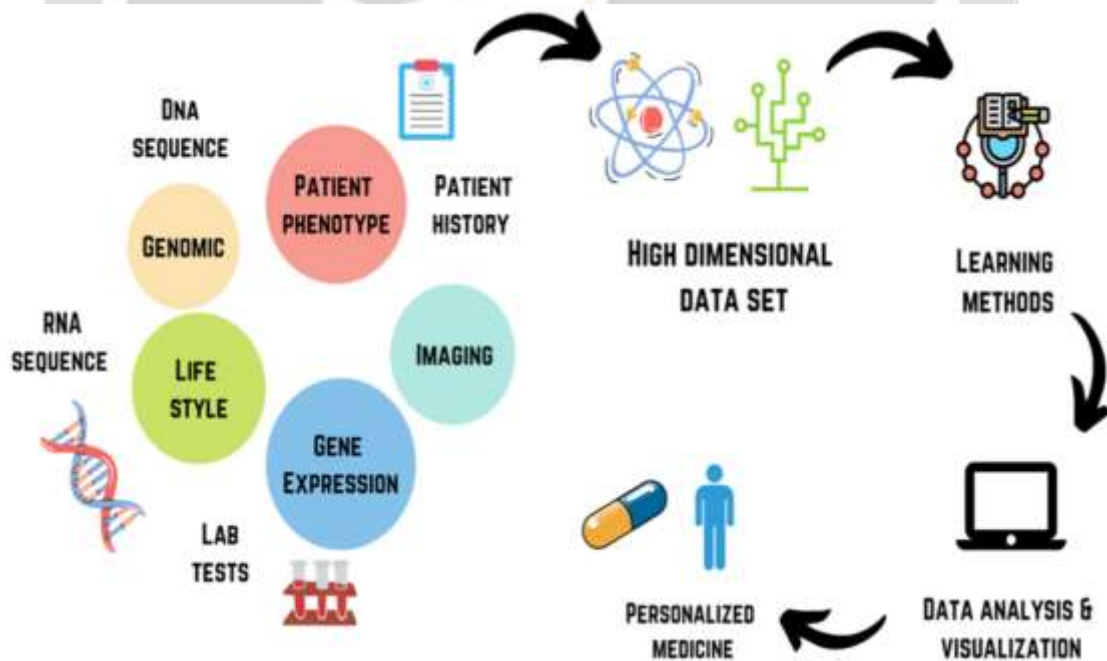 DNA
SEQUENCE
PATIENT
PHENOTYPE
PATIENT
HISTORY
GENOMIC
RNA
SEQUENCE
LIFE
STYLE
IMAGING
GENE
EXPRESSION
LAB
TESTS
HIGH DIMENSIONAL
DATA SET
LEARNING
METHODS
DATA ANALYSIS &
VISUALIZATION
PERSONALIZED
MEDICINE